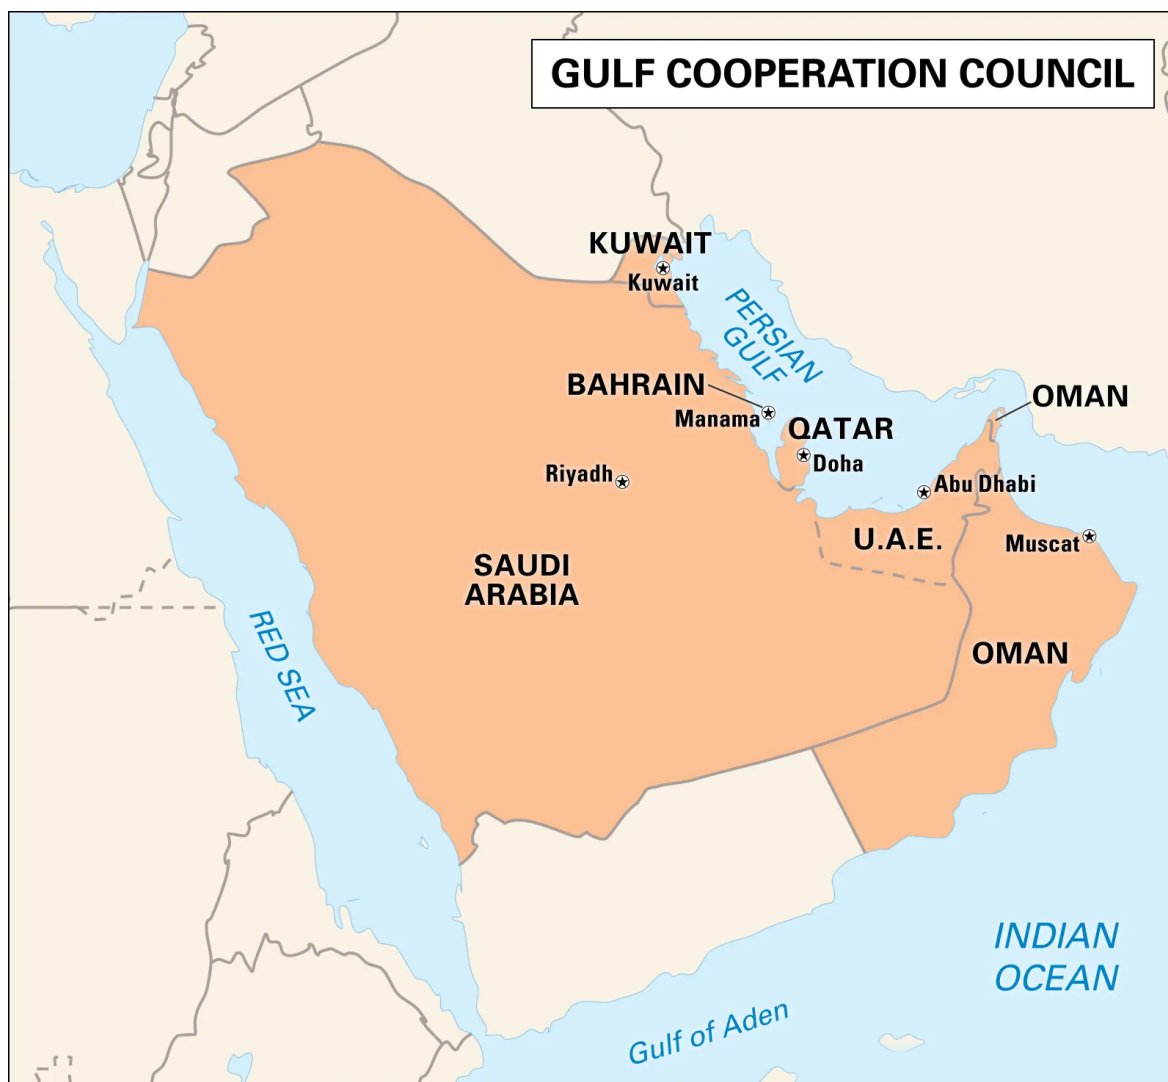 GULF COOPERATION COUNCIL
KUWAIT
Kuwait
PERSIAN
GULF
BAHRAIN
Manama
OMAN
QATAR
Doha
Riyadh
Abu Dhabi
U.A.E.
Muscat
SAUDI
ARABIA
RED SEA
OMAN
INDIAN
OCEAN
Gulf of Aden